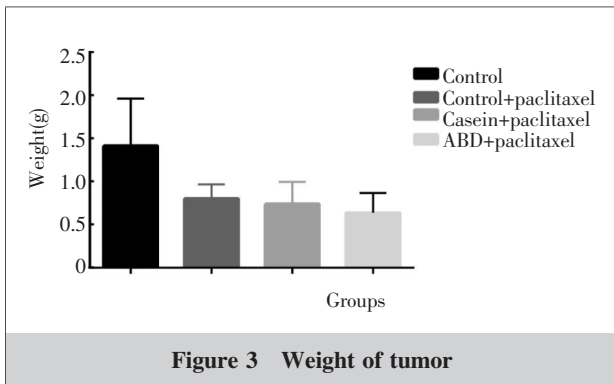 2.5
2.0
1.5
1.0
0.5
0
Weight(g)
Control
Control+paclitaxel
Casein+paclitaxel
ABD+paclitaxel
Groups
Figure 3 Weight of tumor